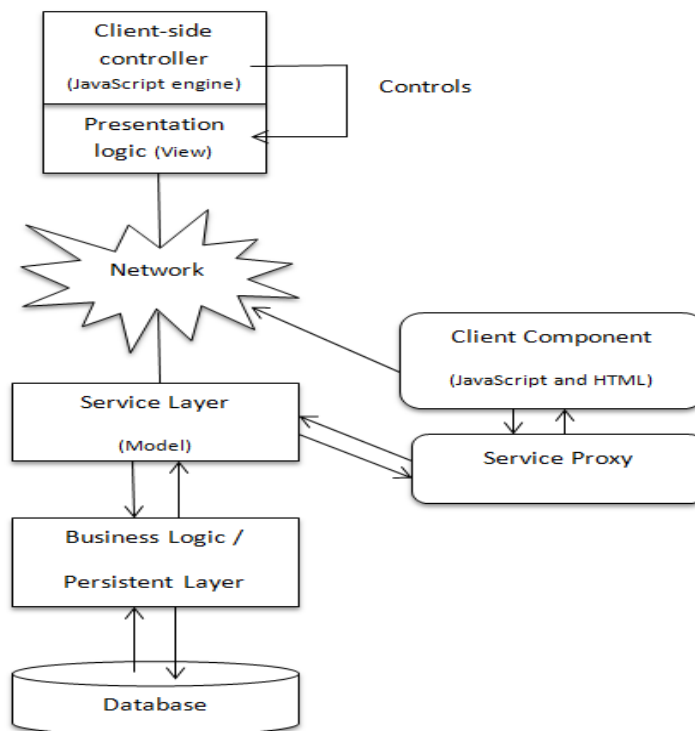 Client-side
controller
(JavaScript engine)
Controls
Presentation
logic (View)
Network
Client Component
(JavaScript and HTML)
Service Layer
(Model)
Service Proxy
Business Logic /
Persistent Layer
Database